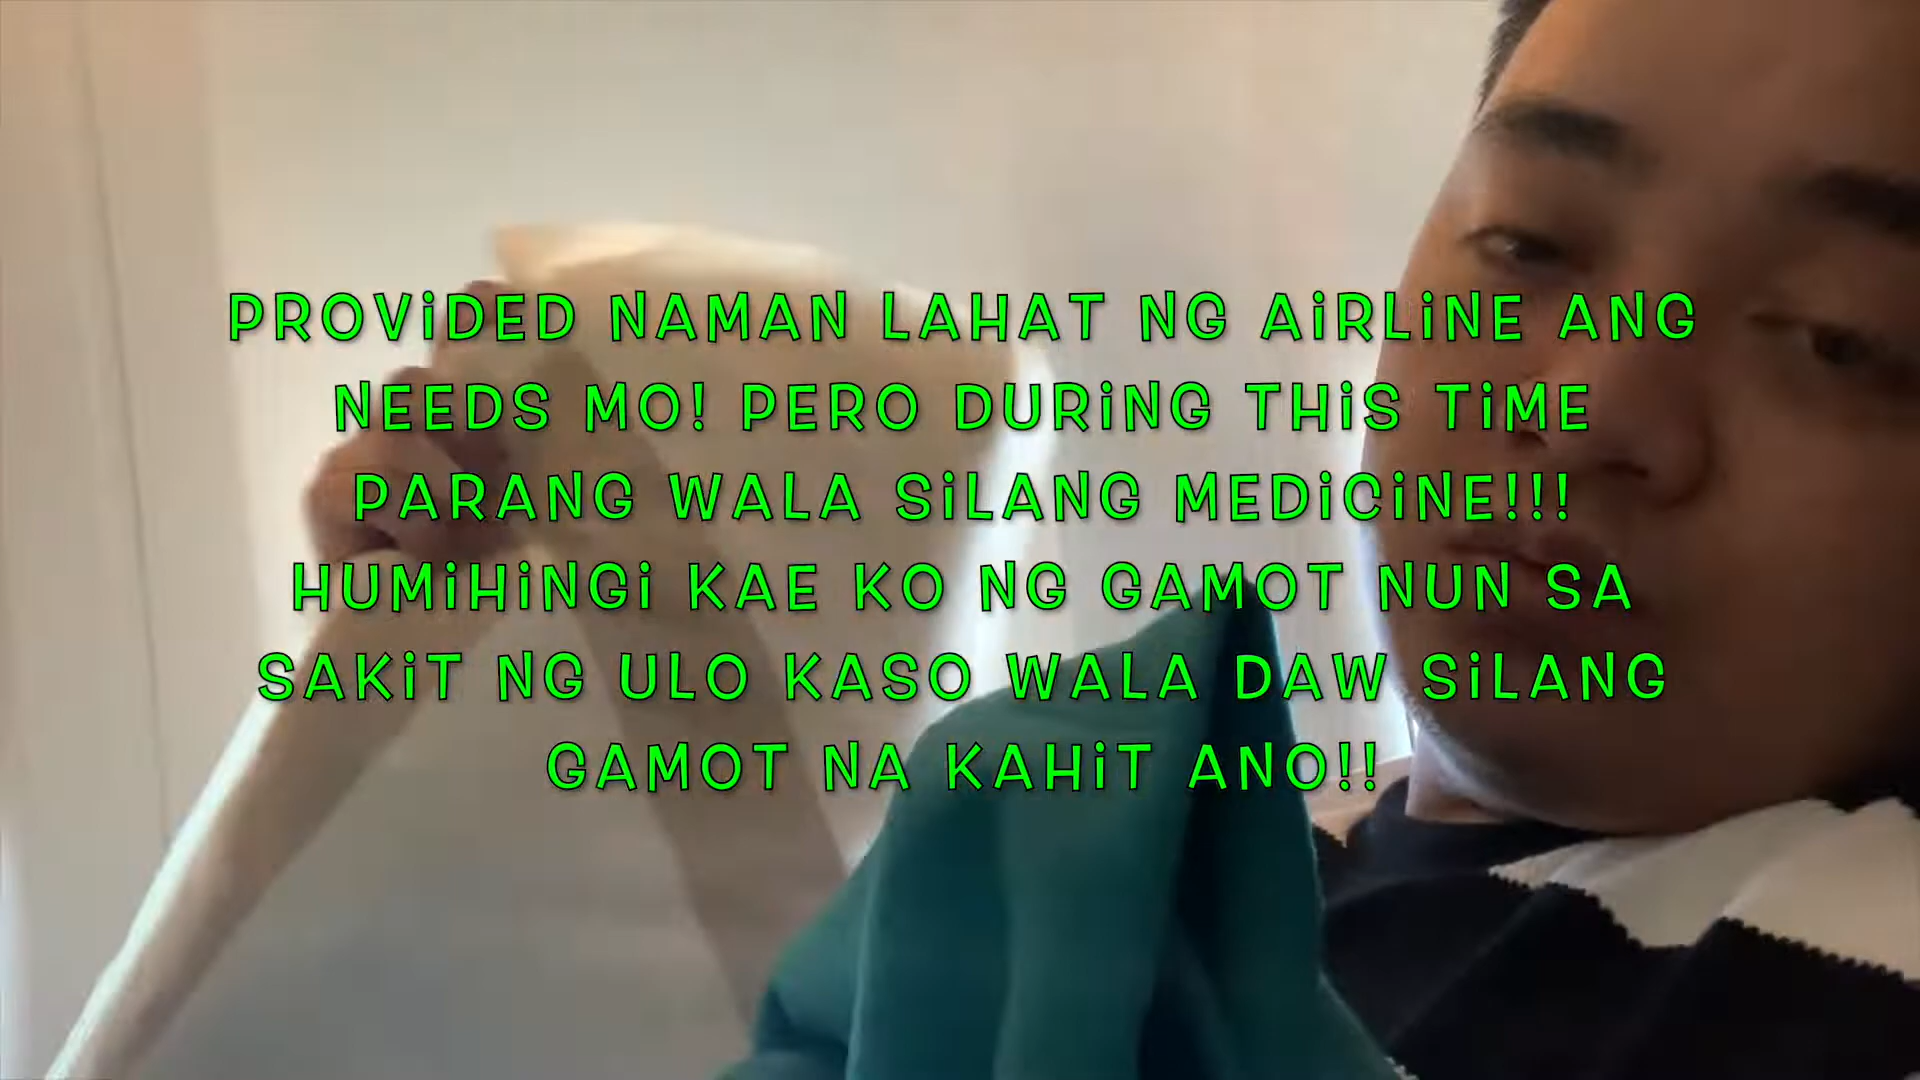 PROViDED NAMAN LAHAT NG AiRLiNE ANG
NEEDS MO! PERO DURiNG THiS TiME
PARANG WALA SiLANG MEDiCiNE!!!
HUMiHiNGi KAE KO NG GAMOT NUN SA
SAKiT NG ULO KASO WALA DAW SiLANG
GAMOT NA KAHiT ANO!!